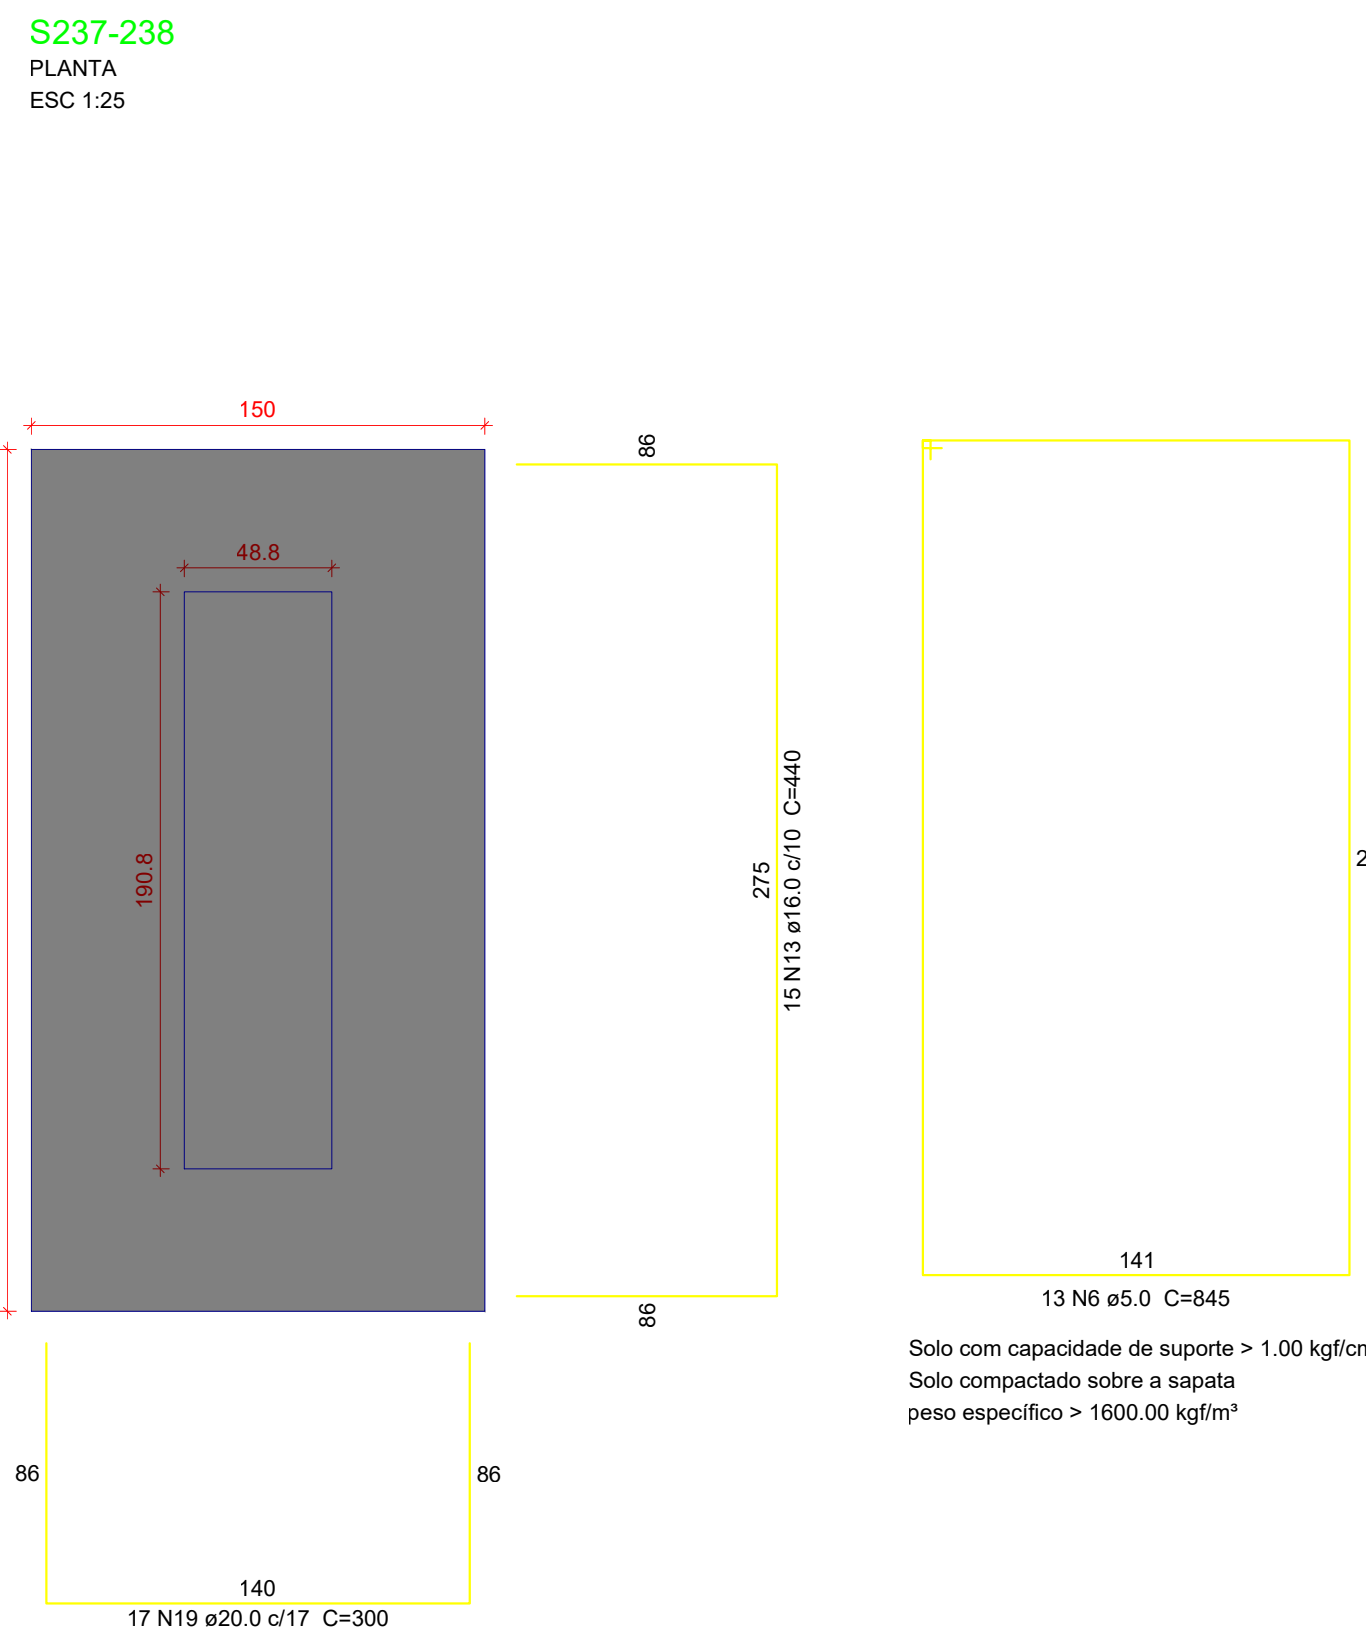 S237-238
PLANTA
ESC 1:25
150
48.8
190.8
86
275
15 N13 ø16.0 c/10 C=440
86
2
141
13 N6 ø5.0 C=845
Solo com capacidade de suporte > 1.00 kgf/cm
Solo compactado sobre a sapata
peso específico > 1600.00 kgf/m³
86
86
140
17 N19 ø20.0 c/17 C=300